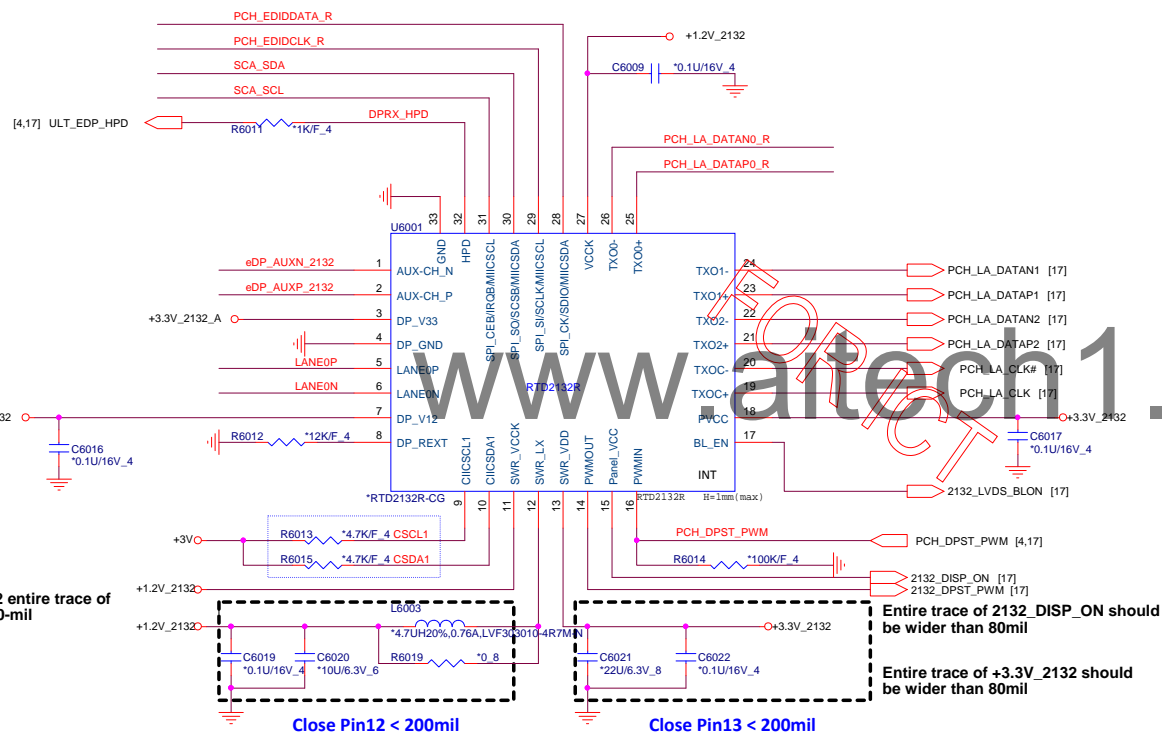 PCH_EDIDDATA_R
PCH_EDIDCLK_R
SCA_SDA
SCA_SCL
[4,17] ULT_EDP_HPD
R6011
*1K/F_4
DPRX_HPD
+1.2V_2132
C6009
*0.1U/16V_4
PCH_LA_DATAN0_R
PCH_LA_DATAP0_R
U6001
33
32
31
30
29
28
27
26
25
GND
HPD
SPI_CEB/IRQB/MIICSCL
SPI_SO/SCSB/MIICSDA
SPI_SI/SCLK/MIICSCL
SPI_CK/SDIO/MIICSDA
VCCK
TXO0-
TXO0+
eDP_AUXN_2132
1
AUX-CH_N
eDP_AUXP_2132
2
AUX-CH_P
+3.3V_2132_A
3
DP_V33
4
DP_GND
LANE0P
5
LANE0P
LANE0N
6
LANE0N
7
DP_V12
R6012
*12K/F_4
8
DP_REXT
C6016
*0.1U/16V_4
TXO1-
24
PCH_LA_DATAN1 [17]
TXO1+
23
PCH_LA_DATAP1 [17]
TXO2-
22
PCH_LA_DATAN2 [17]
TXO2+
21
PCH_LA_DATAP2 [17]
TXOC-
20
PCH_LA_CLK# [17]
TXOC+
19
PCH_LA_CLK [17]
PVCC
18
+3.3V_2132
BL_EN
17
C6017
*0.1U/16V_4
2132_LVDS_BLON [17]
RTD2132R
www.aitech1.
INT
*RTD2132R-CG
RTD2132R H=1mm(max)
CIICSCL1
CIICSDA1
SWR_VCCK
SWR_LX
SWR_VDD
PWMOUT
Panel_VCC
PWMIN
9
10
11
12
13
14
15
16
+3V
R6013
*4.7K/F_4
CSCL1
R6015
*4.7K/F_4
CSDA1
PCH_DPST_PWM
PCH_DPST_PWM [4,17]
R6014
*100K/F_4
2132_DISP_ON [17]
2132_DPST_PWM [17]
entire trace of
+1.2V_2132
+1.2V_2132
L6003
*4.7UH20%,0.76A,LVF303010-4R7M-N
R6019
*0_8
C6019
*0.1U/16V_4
C6020
*10U/6.3V_6
+3.3V_2132
C6021
*22U/6.3V_8
C6022
*0.1U/16V_4
Entire trace of 2132_DISP_ON should
be wider than 80mil
Entire trace of +3.3V_2132 should
be wider than 80mil
Close Pin12 < 200mil
Close Pin13 < 200mil